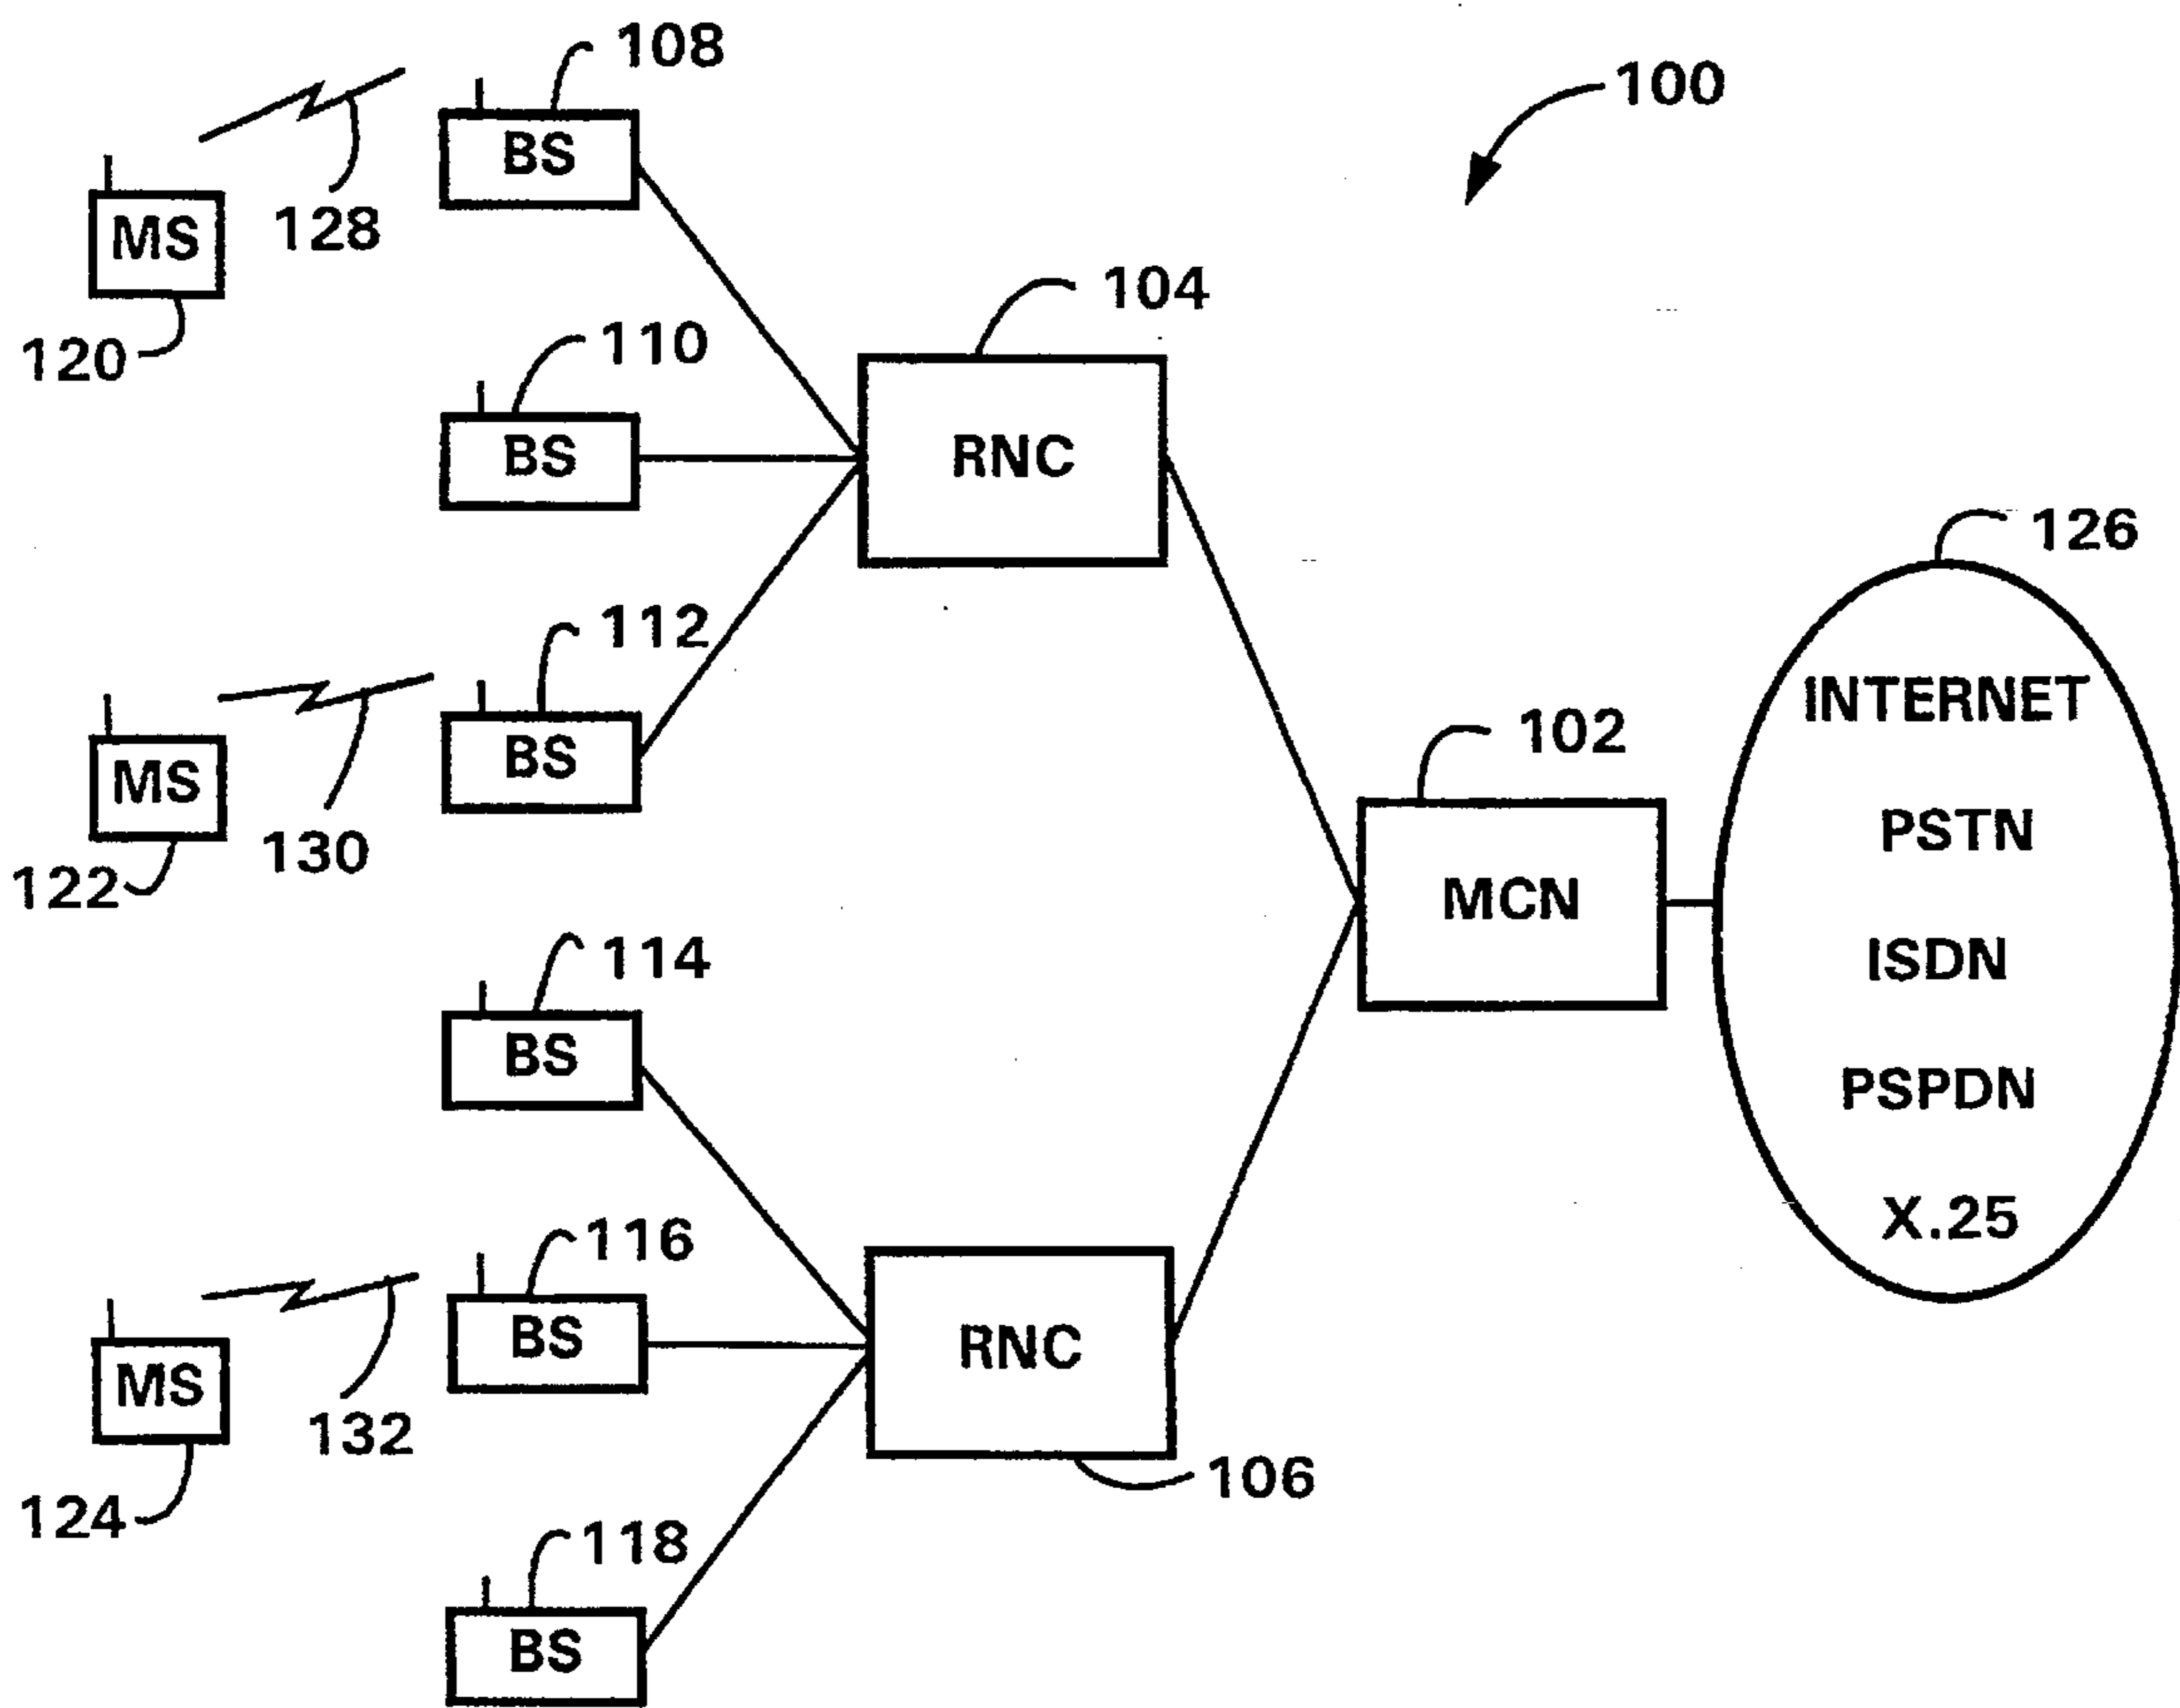 108
100
BS
128
MS
104
120
110
BS
RNC
126
112
INTERNET
102
BS
MS
PSTN
130
122
MCN
114
ISDN
BS
PSPDN
116
X.25
BS
RNC
MS
132
106
124
118
BS